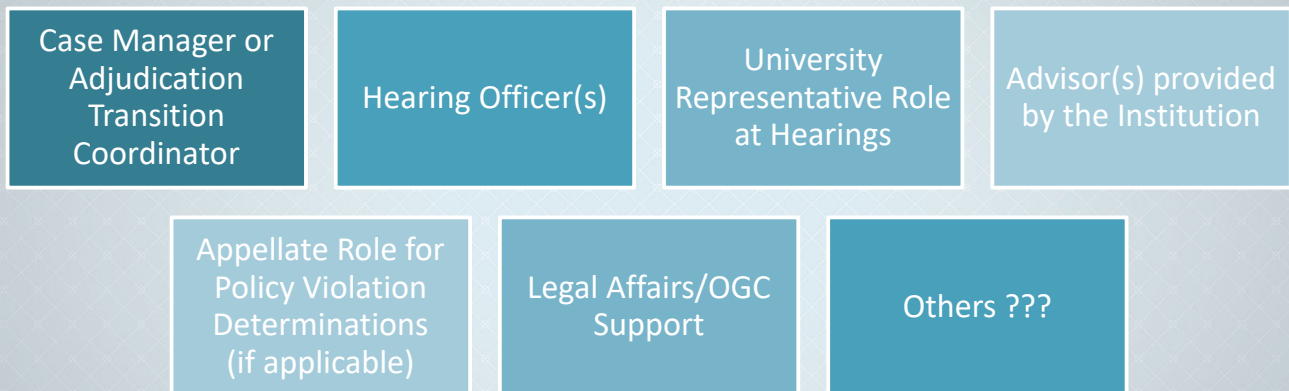 Case Manager or
Adjudication
Transition
Coordinator
Hearing Officer(s)
University
Representative Role
at Hearings
Advisor(s) provided
by the Institution
Appellate Role for
Policy Violation
Determinations
(if applicable)
Legal Affairs/OGC
Support
Others ???